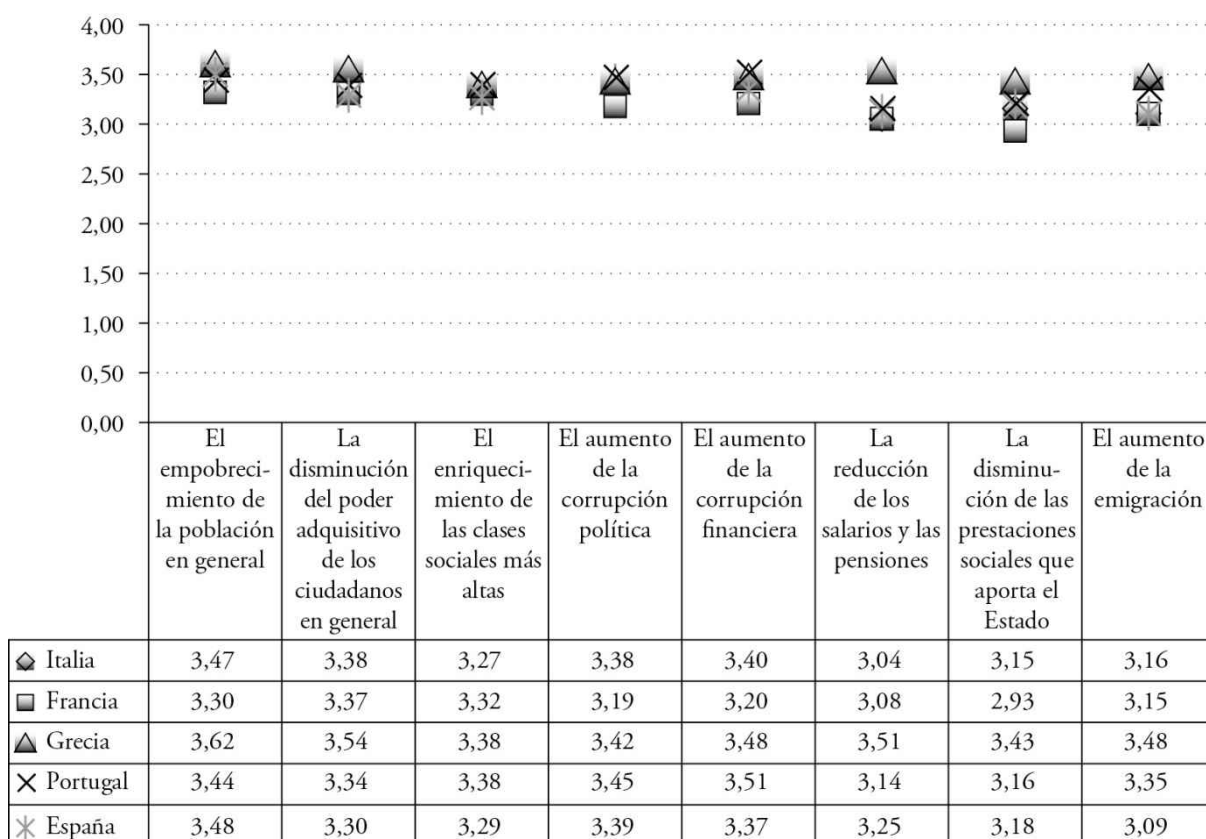 4,00
3,50
3,00
2,50
2,00
1,50
1,00
0,50
0,00
El
empobreci-
miento de
la población
en general
La
disminución
del poder
adquisitivo
de los
ciudadanos
en general
El
enriqueci-
miento de
las clases
sociales más
altas
El aumento
de la
corrupción
política
El aumento
de la
corrupción
financiera
La
reducción
de los
salarios y las
pensiones
La
disminu-
ción de las
prestaciones
sociales que
aporta el
Estado
El aumento
de la
emigración
Italia 3,47 3,38 3,27 3,38 3,40 3,04 3,15 3,16
Francia 3,30 3,37 3,32 3,19 3,20 3,08 2,93 3,15
Grecia 3,62 3,54 3,38 3,42 3,48 3,51 3,43 3,48
Portugal 3,44 3,34 3,38 3,45 3,51 3,14 3,16 3,35
España 3,48 3,30 3,29 3,39 3,37 3,25 3,18 3,09